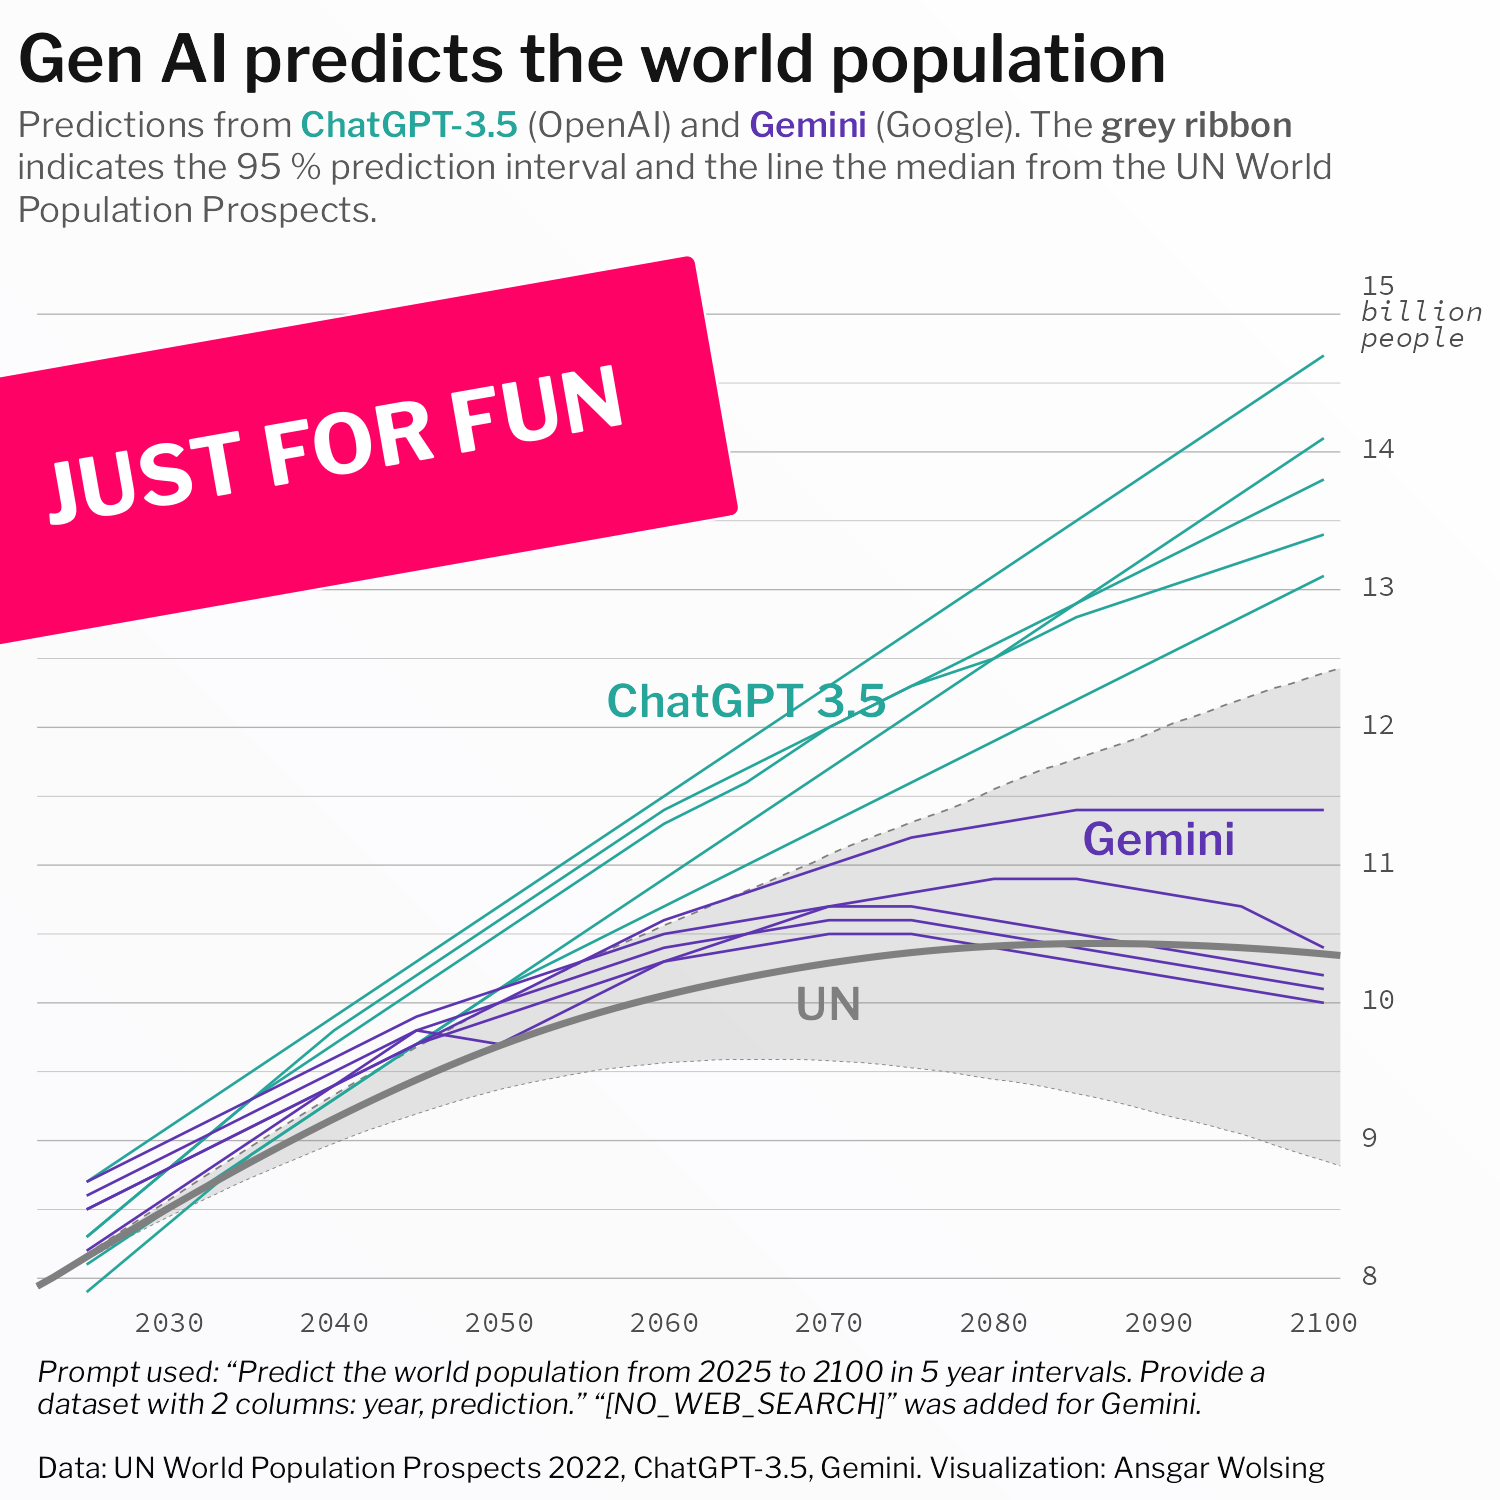 Gen AI predicts the world population
Predictions from ChatGPT-3.5 (OpenAI) and Gemini (Google). The grey ribbon
indicates the 95 % prediction interval and the line the median from the UN World
Population Prospects.
15
billion
people
JUST FOR FUN
14
13
ChatGPT 3.5
12
Gemini
11
UN
10
9
8
2030 2040 2050 2060 2070 2080 2090 2100
Prompt used: “Predict the world population from 2025 to 2100 in 5 year intervals. Provide a
dataset with 2 columns: year, prediction.” “[NO_WEB_SEARCH]” was added for Gemini.
Data: UN World Population Prospects 2022, ChatGPT-3.5, Gemini. Visualization: Ansgar Wolsing